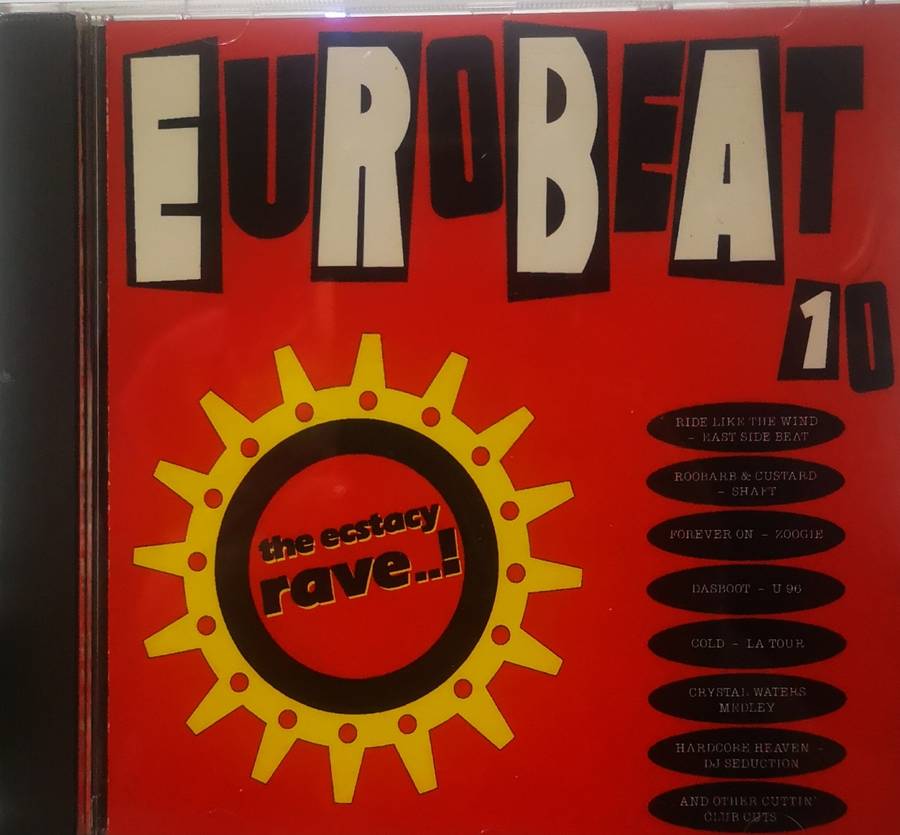 EUROBEAT
10
the ecstacy
rave..!
RIDE LIKE THE WIND
- EAST SIDE BEAT
ROOBARB & CUSTARD
- SHAFT
FOREVER ON - ZOOGIE
DASBOOT - U 96
COLD - LA TOUR
CRYSTAL WATERS
MEDLEY
HARDCORE HEAVEN -
DJ SEDUCTION
AND OTHER CUTTIN'
CLUB CUTS